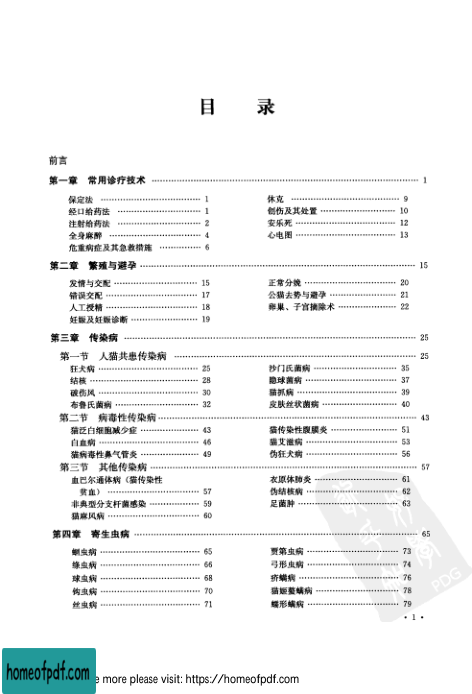 目 录
前言
第一章 常用诊疗技术 1
保定法 1
经口给药法 1
注射给药法 2
全身麻醉 4
危重病症及其急救措施 6
休克 9
创伤及其处置 10
安乐死 12
心电图 13
第二章 繁殖与避孕 15
发情与交配 15
错误交配 17
人工授精 18
妊娠及妊娠诊断 19
正常分娩 20
公猫去势与避孕 21
卵巢、子宫摘除术 22
第三章 传染病 25
第一节 人猫共患传染病 25
狂犬病 25
结核 28
破伤风 30
布鲁氏菌病 32
沙门氏菌病 35
隐球菌病 37
猫抓病 39
皮肤丝状菌病 40
第二节 病毒性传染病 43
猫泛白细胞减少症 43
白血病 46
猫病毒性鼻气管炎 49
猫传染性腹膜炎 51
猫艾滋病 53
伪狂犬病 56
第三节 其他传染病 57
血巴尔通体病（猫传染性
贫血） 57
非典型分支杆菌感染 59
猫麻风病 60
衣原体肺炎 61
伪结核病 62
足菌肿 63
第四章 寄生虫病 65
蛔虫病 65
绦虫病 66
球虫病 68
钩虫病 70
丝虫病 71
贾第虫病 73
弓形虫病 74
疥螨病 76
猫姬螯螨病 78
蠕形螨病 79
• 1 •
PDG
homeofpdf.com
e more please visit: https://homeofpdf.com